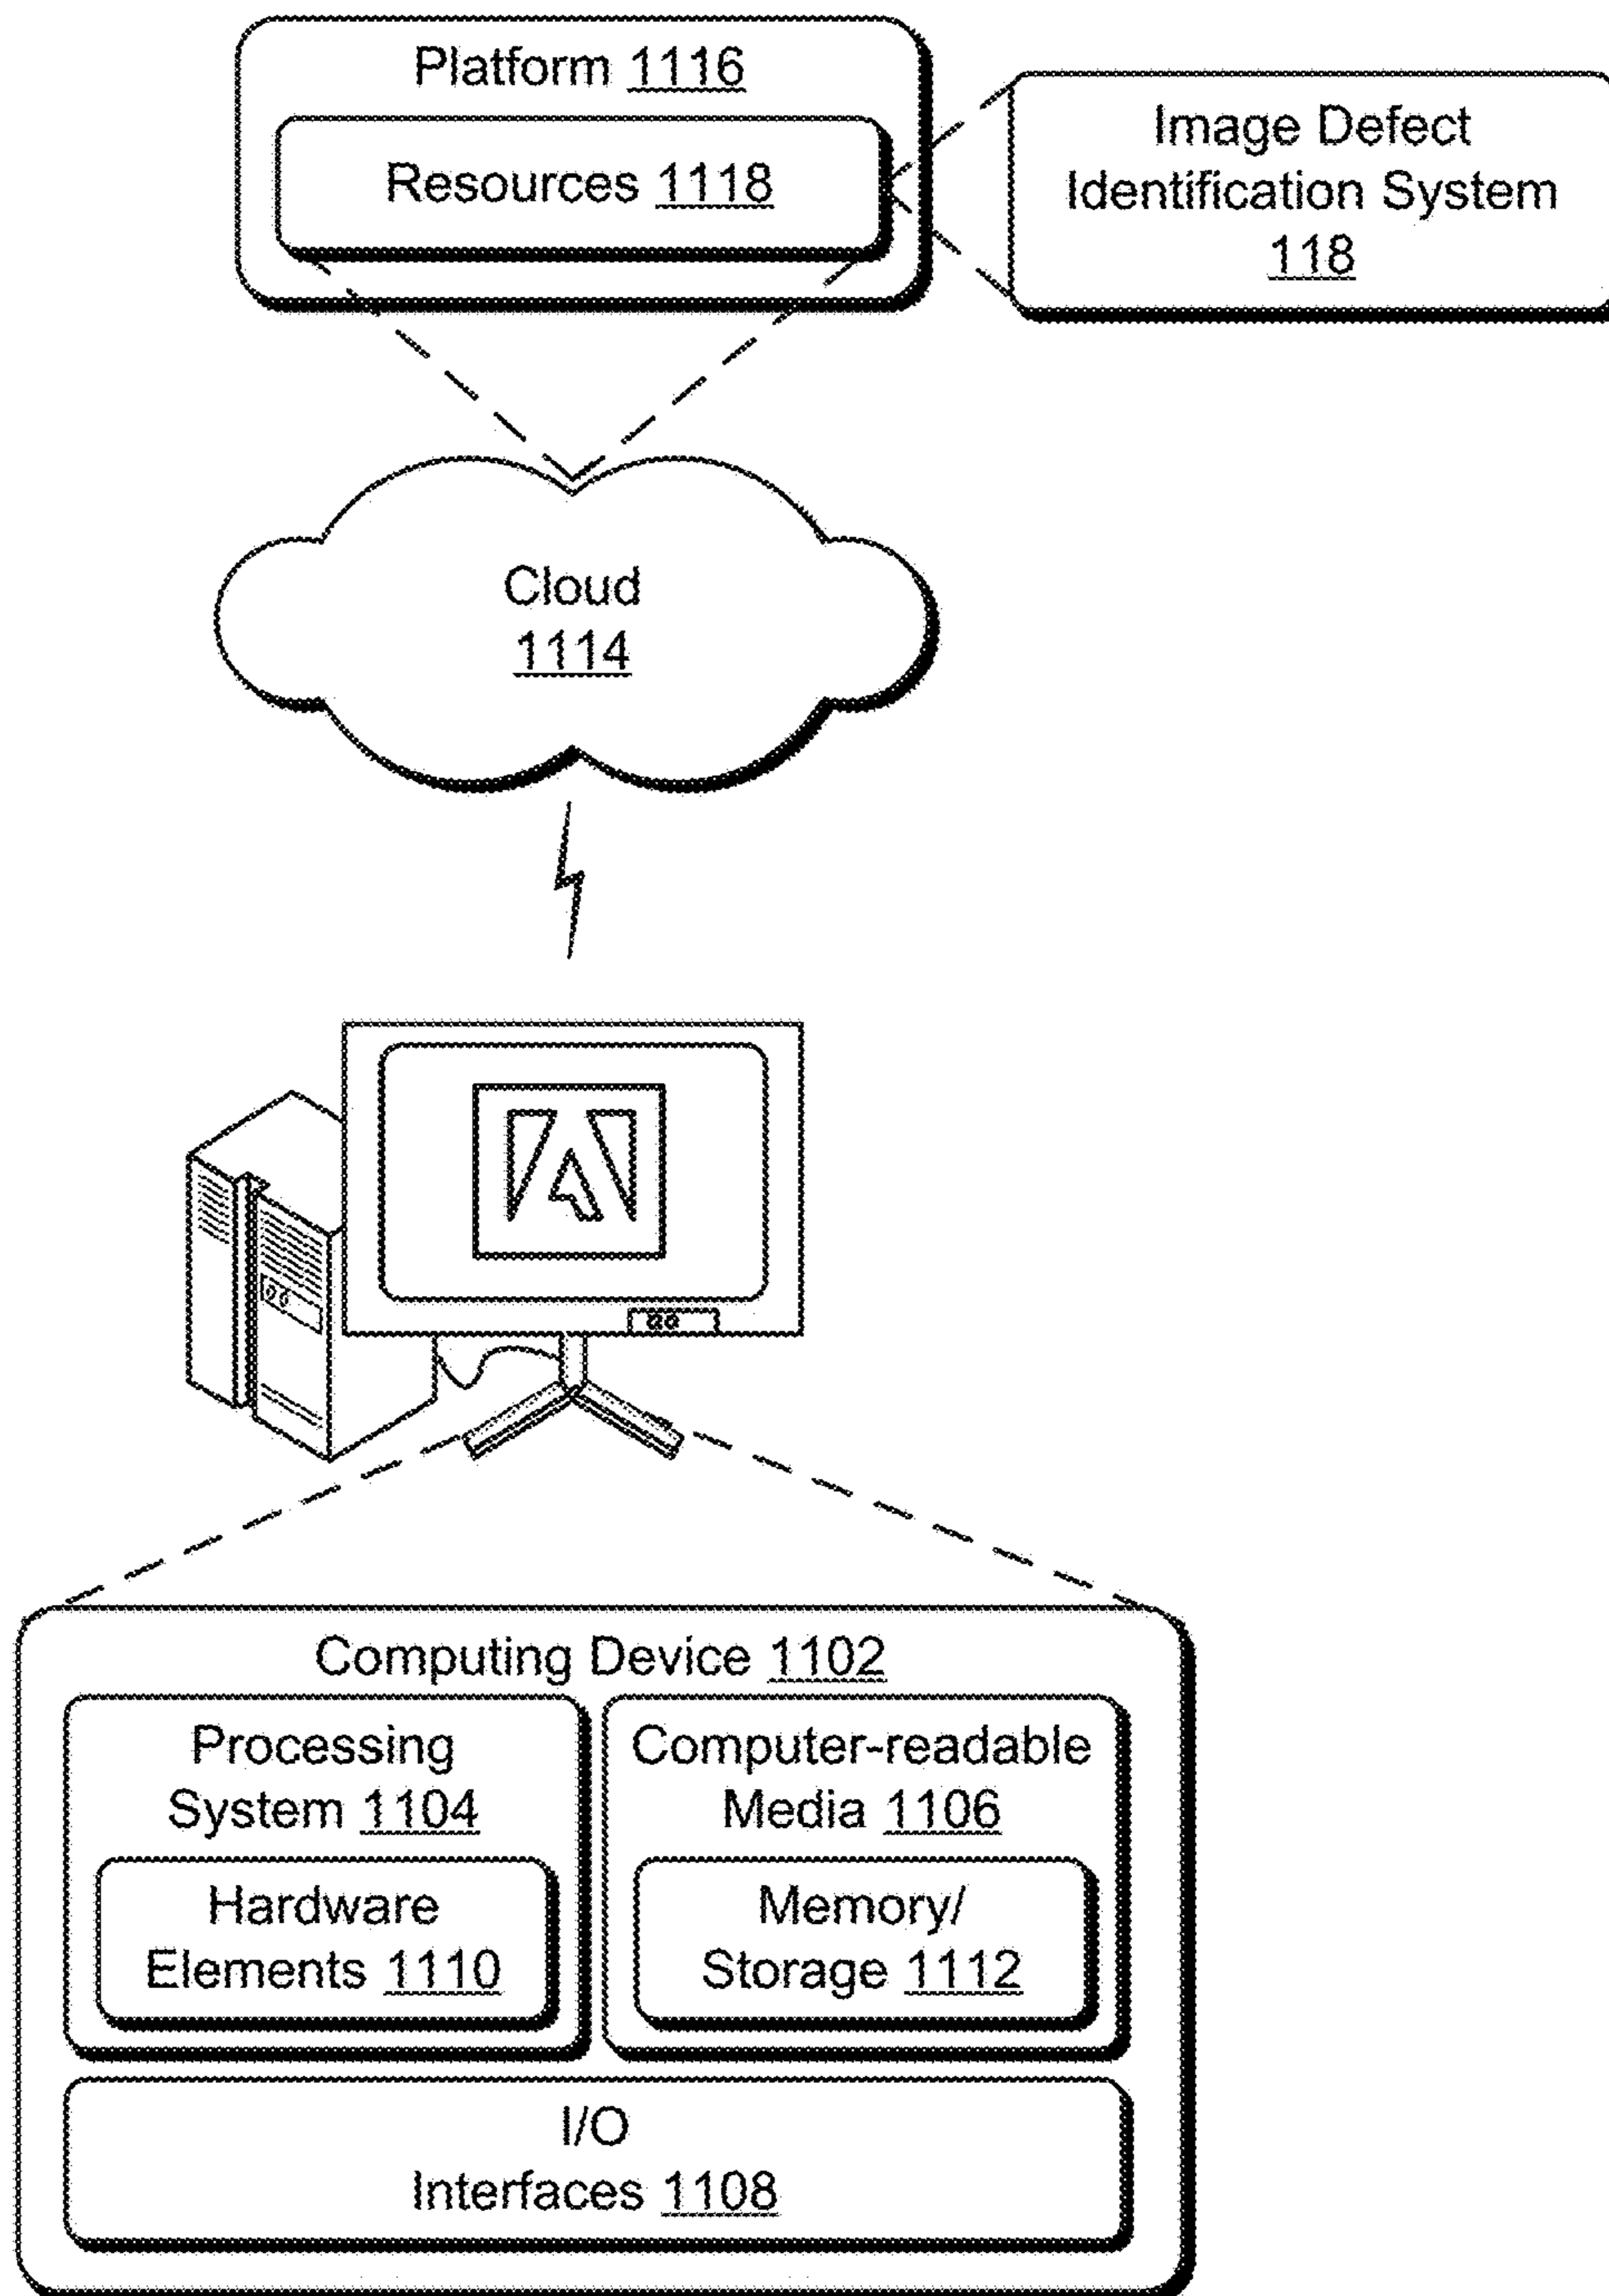 Platform 1116
Resources 1118
Image Defect
Identification System
118
Cloud
1114
Computing Device 1102
Processing
System 1104
Computer-readable
Media 1106
Hardware
Elements 1110
Memory/
Storage 1112
I/O
Interfaces 1108